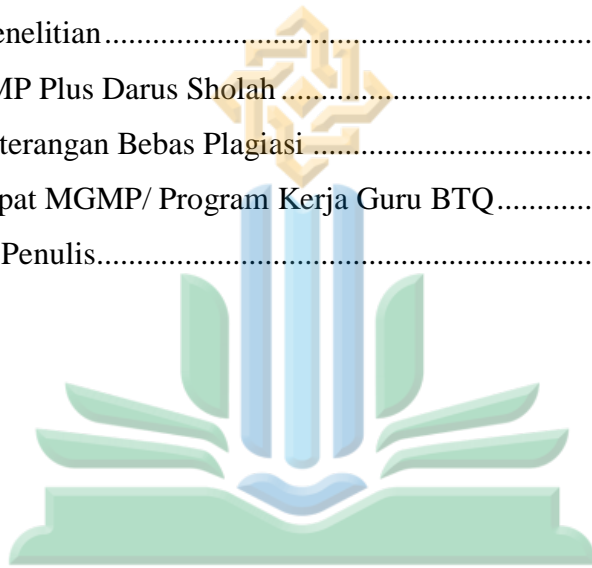 enelitian......................................................................
MP Plus Darus Sholah......................................
terangan Bebas Plagiasi...................................
pat MGMP/ Program Kerja Guru BTQ...........
Penulis.............................................................